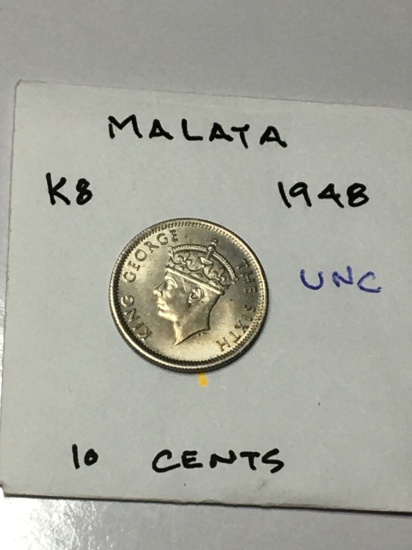 MALAYA
K8 1948
KING GEORGE THE SIXTH
UNC
10 CENTS